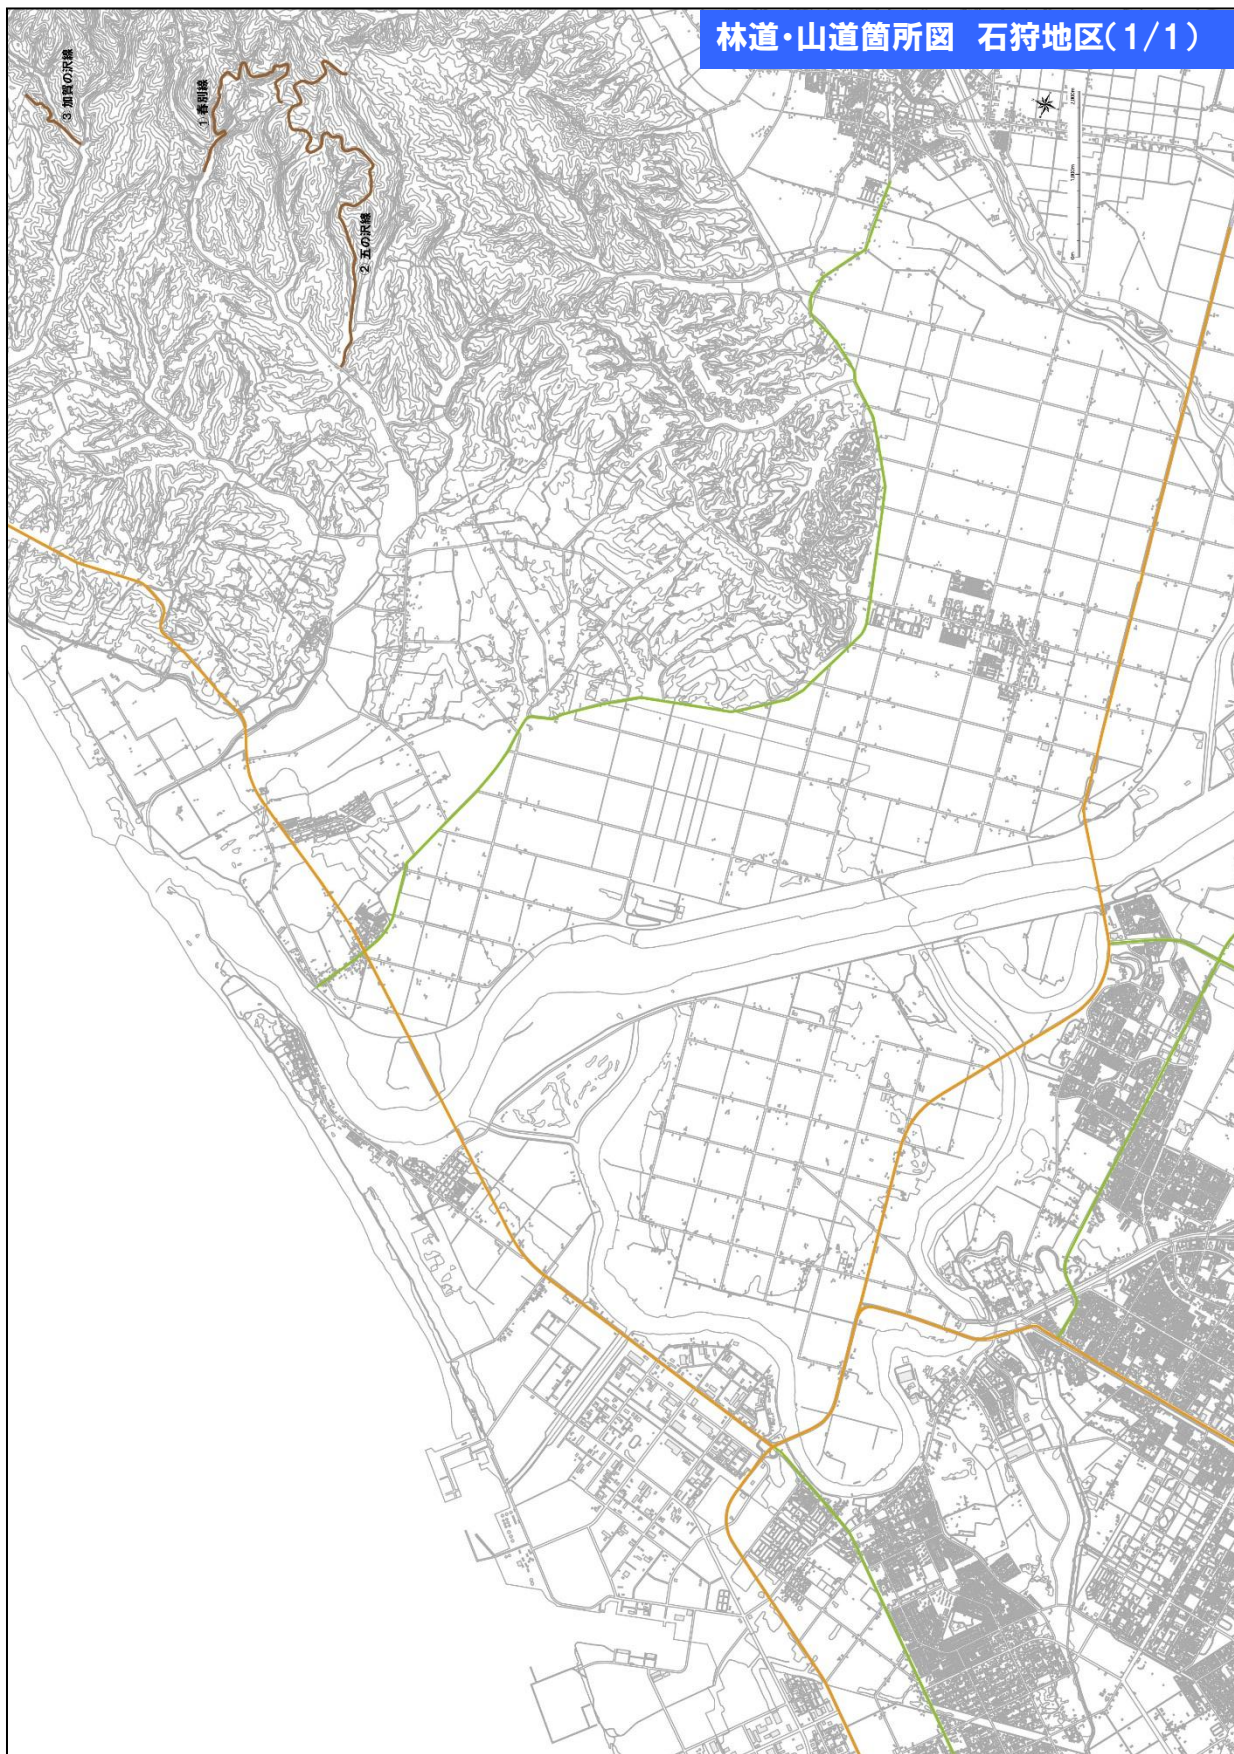 林道・山道箇所図 石狩地区(1/1)
③ 加賀の沢線
① 春別線
② 五の沢線